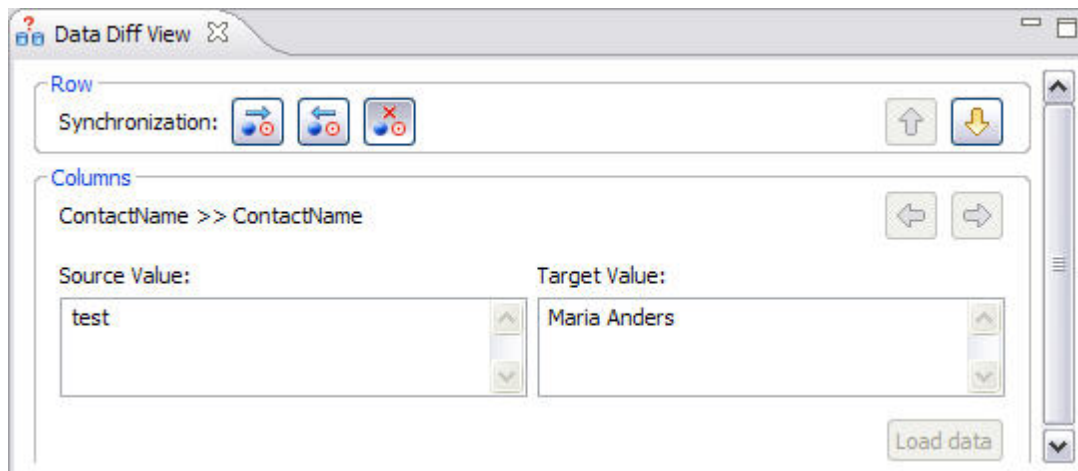 Data Diff View
Row
Synchronization:
Columns
ContactName >> ContactName
Source Value: Target Value:
test Maria Anders
Load data